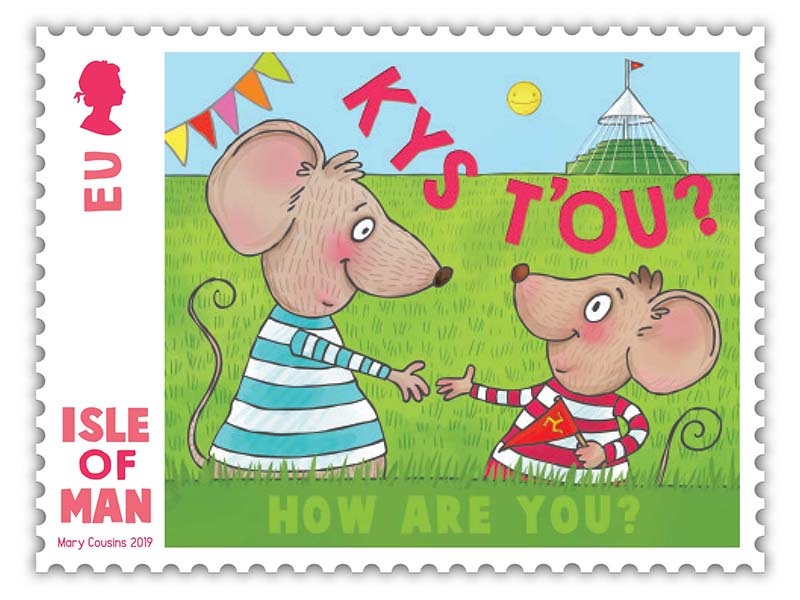 EU
KYS T'OU?
ISLE
OF
MAN
Mary Cousins 2019
HOW ARE YOU?